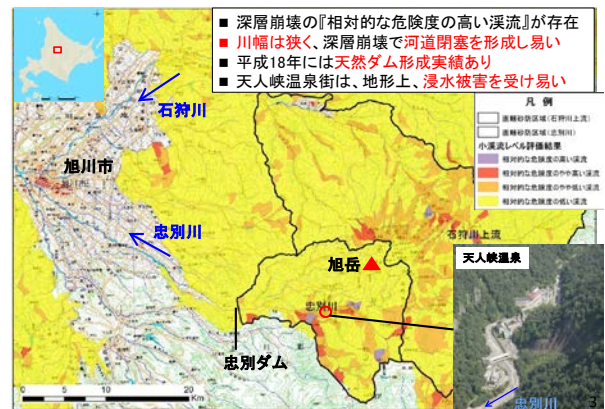 ■ 深層崩壊の『相対的な危険度の高い渓流』が存在
■ 川幅は狭く、深層崩壊で河道閉塞を形成し易い
■ 平成18年には天然ダム形成実績あり
■ 天人峡温泉街は、地形上、浸水被害を受け易い
凡 例
直轄砂防区域(石狩川上流)
直轄砂防区域(忠別川)
小渓流レベル評価結果
相対的な危険度の高い渓流
相対的な危険度のやや高い渓流
相対的な危険度のやや低い渓流
相対的な危険度の低い渓流
石狩川
旭川市
忠別川
石狩川上流
旭岳
忠別川
天人峡温泉
忠別ダム
忠別川
0 5 10 20
Km
3